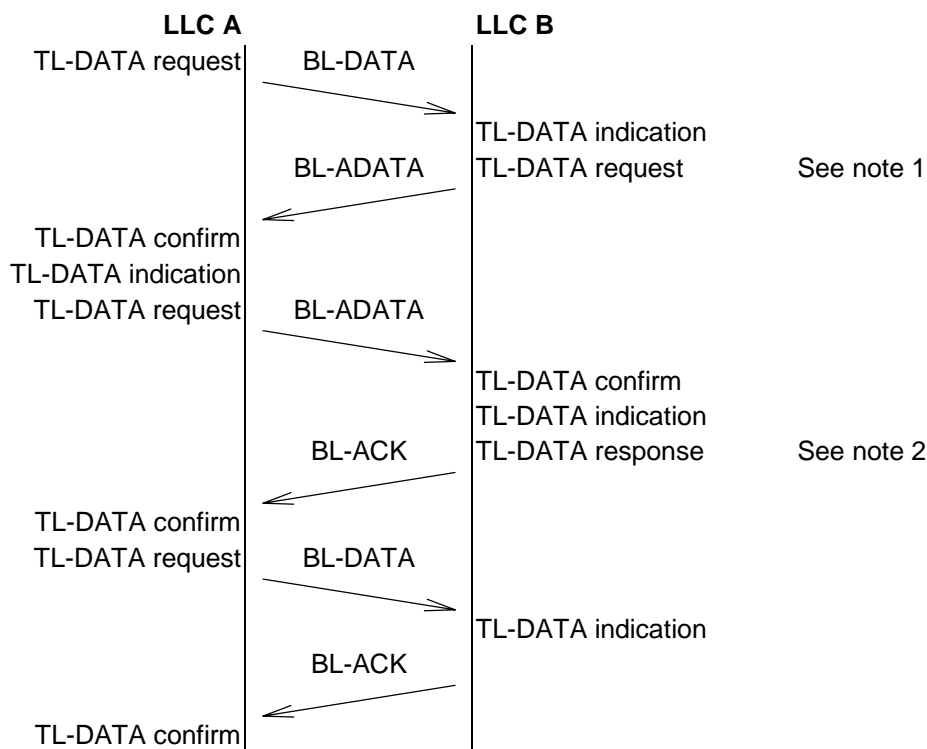 LLC A LLC B
TL-DATA request BL-DATA
TL-DATA indication
BL-ADATA TL-DATA request See note 1
TL-DATA confirm
TL-DATA indication
TL-DATA request BL-ADATA
TL-DATA confirm
TL-DATA indication
BL-ACK TL-DATA response See note 2
TL-DATA confirm
TL-DATA request BL-DATA
TL-DATA indication
BL-ACK
TL-DATA confirm